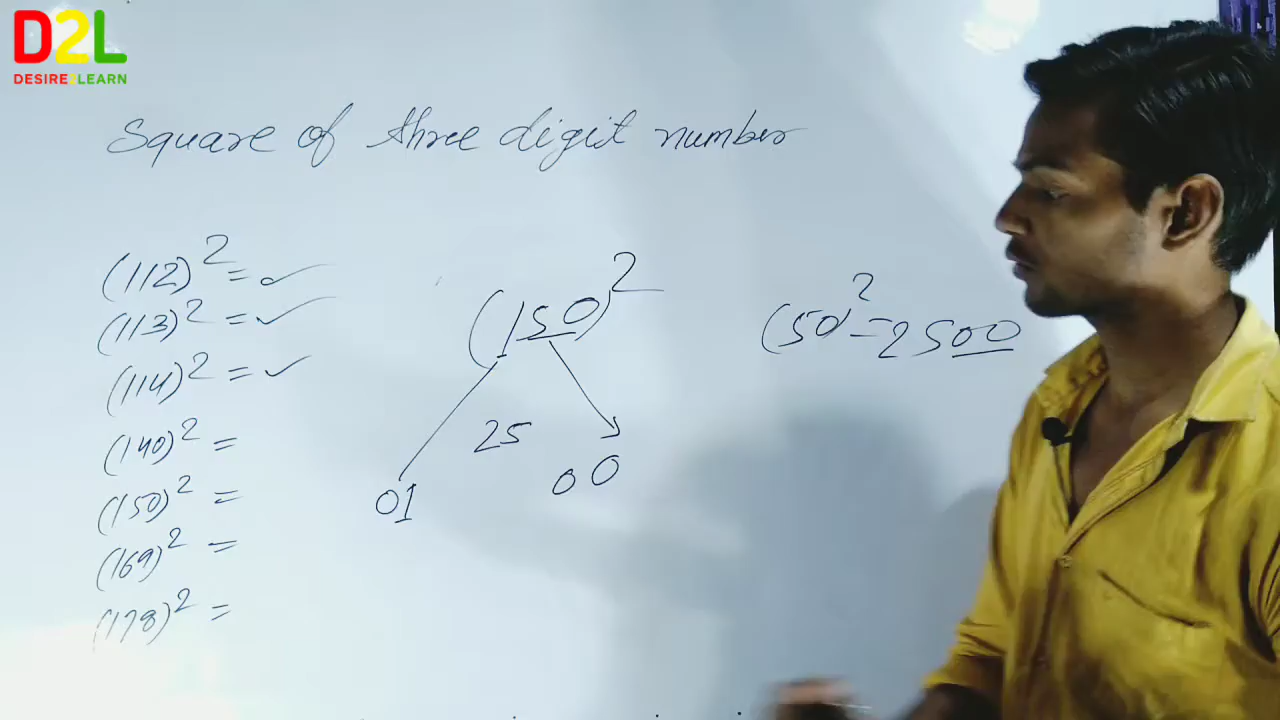 D2L
DESIRE2LEARN
Square of three digit number
(112)² = ✓
(113)² = ✓
(114)² = ✓
(140)² =
(150)² =
(169)² =
(178)² =
(150)²
25
01 00
(50)² = 2500